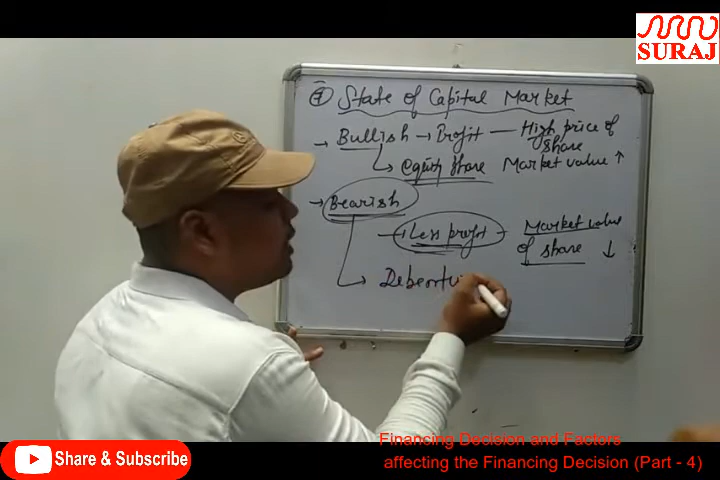 SURAJ
⑦ State of Capital Market
→ Bullish → Profit — High price of share
↳ Equity share Market value ↑
→ Bearish
→ Less profit – Market value
of share ↓
↳ Debentu
Share & Subscribe
Financing Decision and Factors
affecting the Financing Decision (Part - 4)